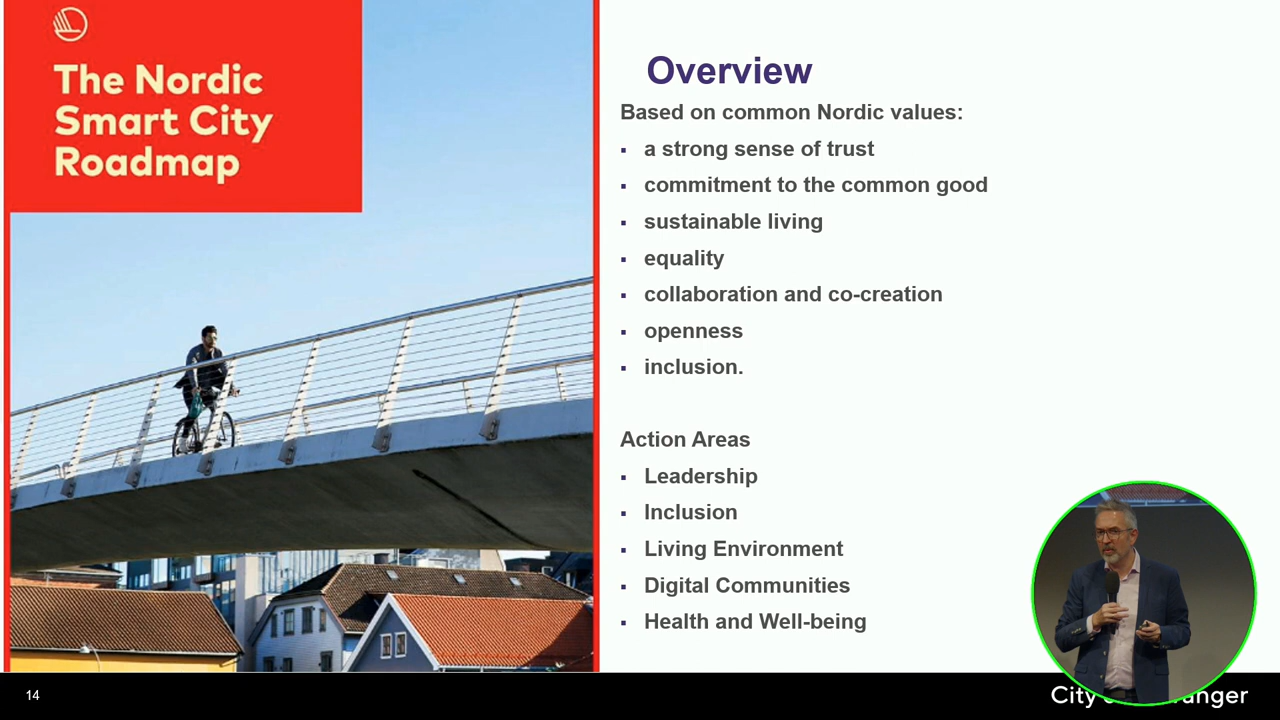 The Nordic
Smart City
Roadmap
Overview
Based on common Nordic values:
▪ a strong sense of trust
▪ commitment to the common good
▪ sustainable living
▪ equality
▪ collaboration and co-creation
▪ openness
▪ inclusion.
Action Areas
▪ Leadership
▪ Inclusion
▪ Living Environment
▪ Digital Communities
▪ Health and Well-being
14
City